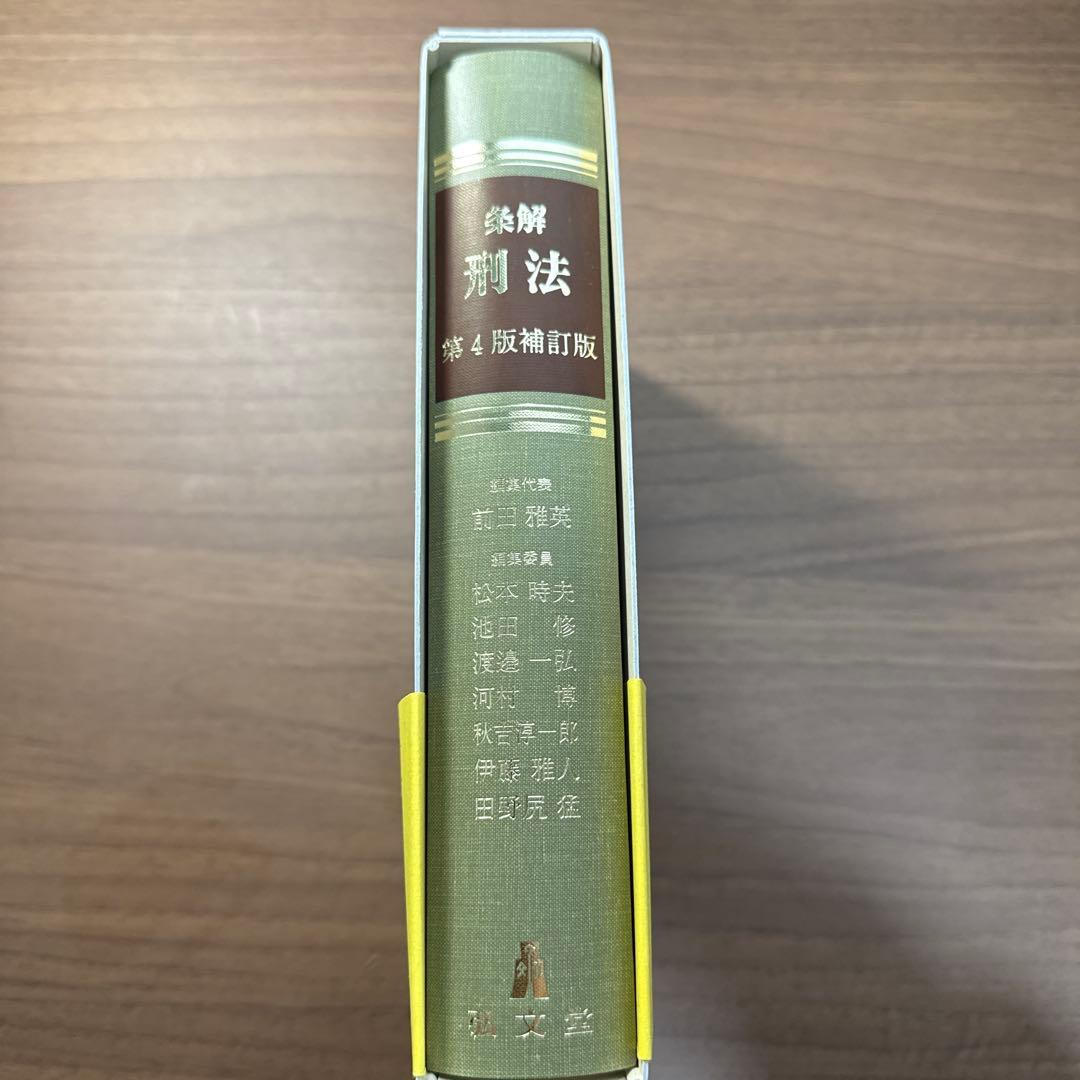 条解
刑法
第4版補訂版
編集代表
前田 雅英
編集委員
松本 時夫
池田 修
渡邉 一弘
河村 博
秋吉淳一郎
伊藤 雅人
田野尻 猛
弘文堂